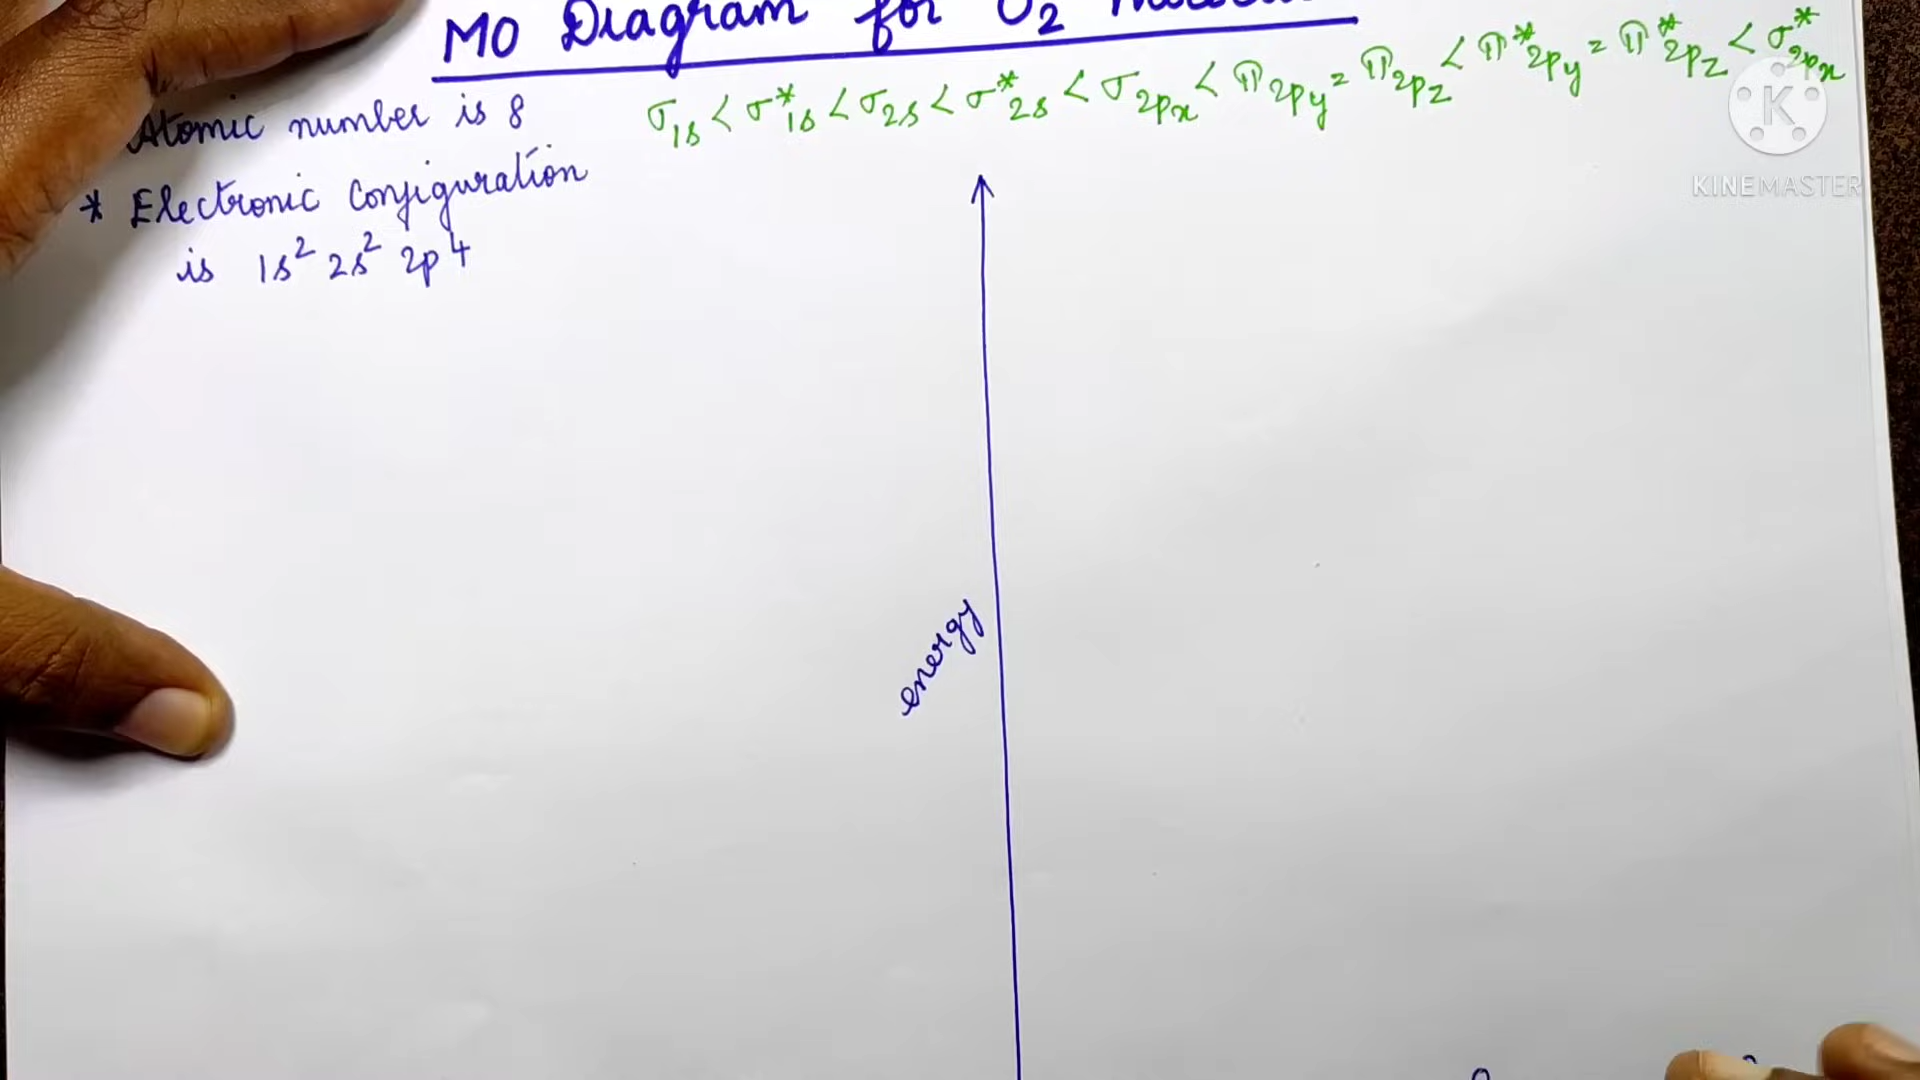 MO Diagram for O2
Atomic number is 8
σ1s < σ*1s < σ2s < σ*2s < σ2px < π2py = π2pz < π*2py = π*2pz < σ*2px
* Electronic Configuration
is 1s² 2s² 2p⁴
energy
KINEMASTER